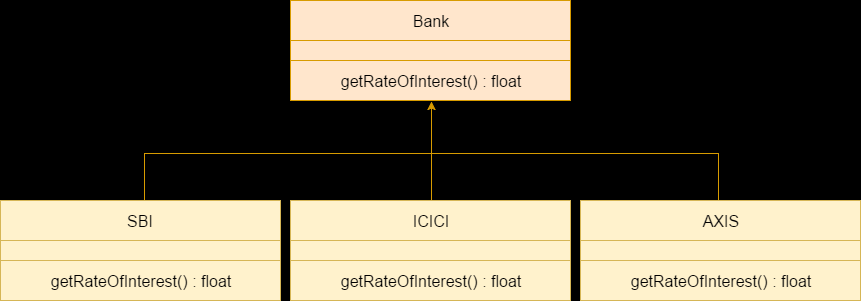 Bank
getRateOfInterest() : float
SBI
ICICI
AXIS
getRateOfInterest() : float
getRateOfInterest() : float
getRateOfInterest() : float